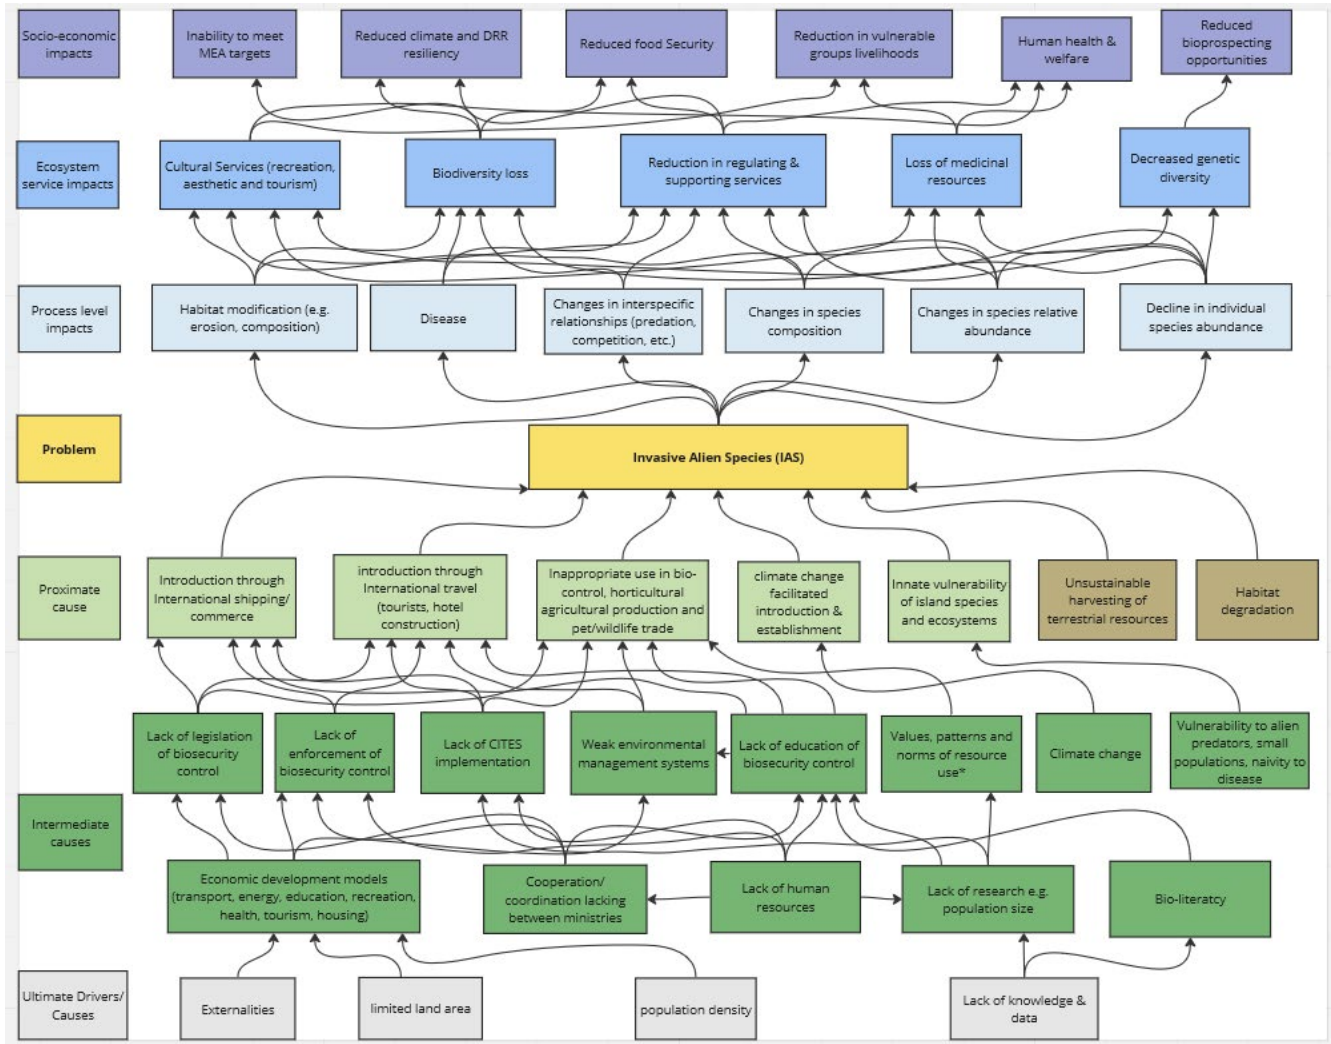 Socio-economic
impacts
Inability to meet
MEA targets
Reduced climate and DRR
resiliency
Reduced food Security
Reduction in vulnerable
groups livelihoods
Human health &
welfare
Reduced
bioprospecting
opportunities
Ecosystem
service impacts
Cultural Services (recreation,
aesthetic and tourism)
Biodiversity loss
Reduction in regulating &
supporting services
Loss of medicinal
resources
Decreased genetic
diversity
Process level
impacts
Habitat modification (e.g.
erosion, composition)
Disease
Changes in interspecific
relationships (predation,
competition, etc.)
Changes in species
composition
Changes in species relative
abundance
Decline in individual
species abundance
Problem
Invasive Alien Species (IAS)
Proximate
cause
Introduction through
International shipping/
commerce
introduction through
International travel
(tourists, hotel
construction)
Inappropriate use in bio-
control, horticultural
agricultural production and
pet/wildlife trade
climate change
facilitated
introduction &
establishment
Innate vulnerability
of island species
and ecosystems
Unsustainable
harvesting of
terrestrial resources
Habitat
degradation
Lack of legislation
of biosecurity
control
Lack of
enforcement of
biosecurity control
Lack of CITES
implementation
Weak environmental
management systems
Lack of education of
biosecurity control
Values, patterns and
norms of resource
use*
Climate change
Vulnerability to alien
predators, small
populations, naivity to
disease
Intermediate
causes
Economic development models
(transport, energy, education, recreation,
health, tourism, housing)
Cooperation/
coordination lacking
between ministries
Lack of human
resources
Lack of research e.g.
population size
Bio-literatcy
Ultimate Drivers/
Causes
Externalities
limited land area
population density
Lack of knowledge &
data